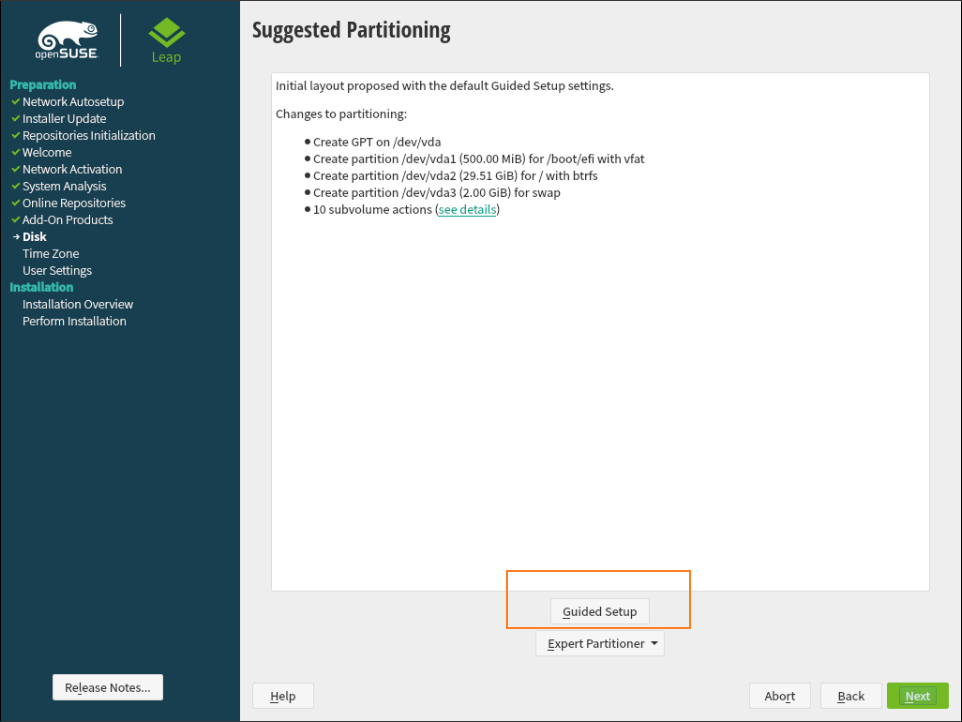 openSUSE
Leap
Preparation
Network Autosetup
Installer Update
Repositories Initialization
Welcome
Network Activation
System Analysis
Online Repositories
Add-On Products
Disk
Time Zone
User Settings
Installation
Installation Overview
Perform Installation
Release Notes...
Suggested Partitioning
Initial layout proposed with the default Guided Setup settings.
Changes to partitioning:
● Create GPT on /dev/vda
● Create partition /dev/vda1 (500.00 MiB) for /boot/efi with vfat
● Create partition /dev/vda2 (29.51 GiB) for / with btrfs
● Create partition /dev/vda3 (2.00 GiB) for swap
● 10 subvolume actions (see details)
Guided Setup
Expert Partitioner
Help
Abort
Back
Next